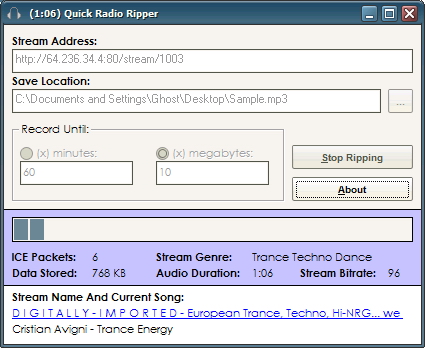 (1:06) Quick Radio Ripper
Stream Address:
http://64.236.34.4:80/stream/1003
Save Location:
C:\Documents and Settings\Ghost\Desktop\Sample.mp3
...
Record Until:
(x) minutes:
(x) megabytes:
60
10
Stop Ripping
About
ICE Packets: 6
Stream Genre: Trance Techno Dance
Data Stored: 768 KB
Audio Duration: 1:06
Stream Bitrate: 96
Stream Name And Current Song:
D I G I T A L L Y - I M P O R T E D - European Trance, Techno, Hi-NRG... we
Cristian Avigni - Trance Energy